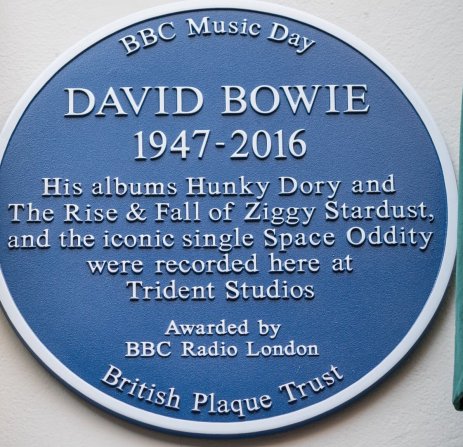 BBC Music Day
DAVID BOWIE
1947-2016
His albums Hunky Dory and
The Rise & Fall of Ziggy Stardust,
and the iconic single Space Oddity
were recorded here at
Trident Studios
Awarded by
BBC Radio London
British Plaque Trust